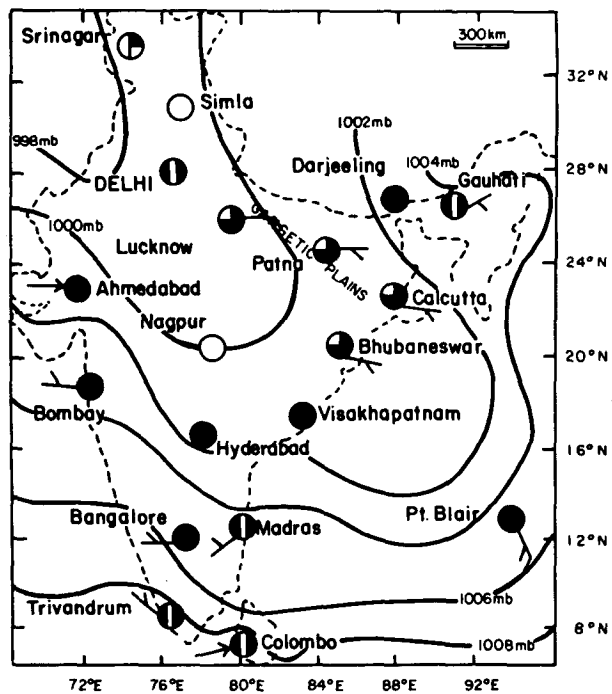 Srinagar
300km
32°N
Simla
1002mb
998mb
Darjeeling
1004mb
28°N
DELHI
Gauhati
1000mb
GANGETIC PLAINS
Lucknow
Patna
24°N
Ahmedabad
Calcutta
Nagpur
Bhubaneswar
20°N
Bombay
Visakhapatnam
Hyderabad
16°N
Bangalore
Madras
Pt. Blair
12°N
Trivandrum
1006mb
8°N
Colombo
1008mb
72°E 76°E 80°E 84°E 88°E 92°E